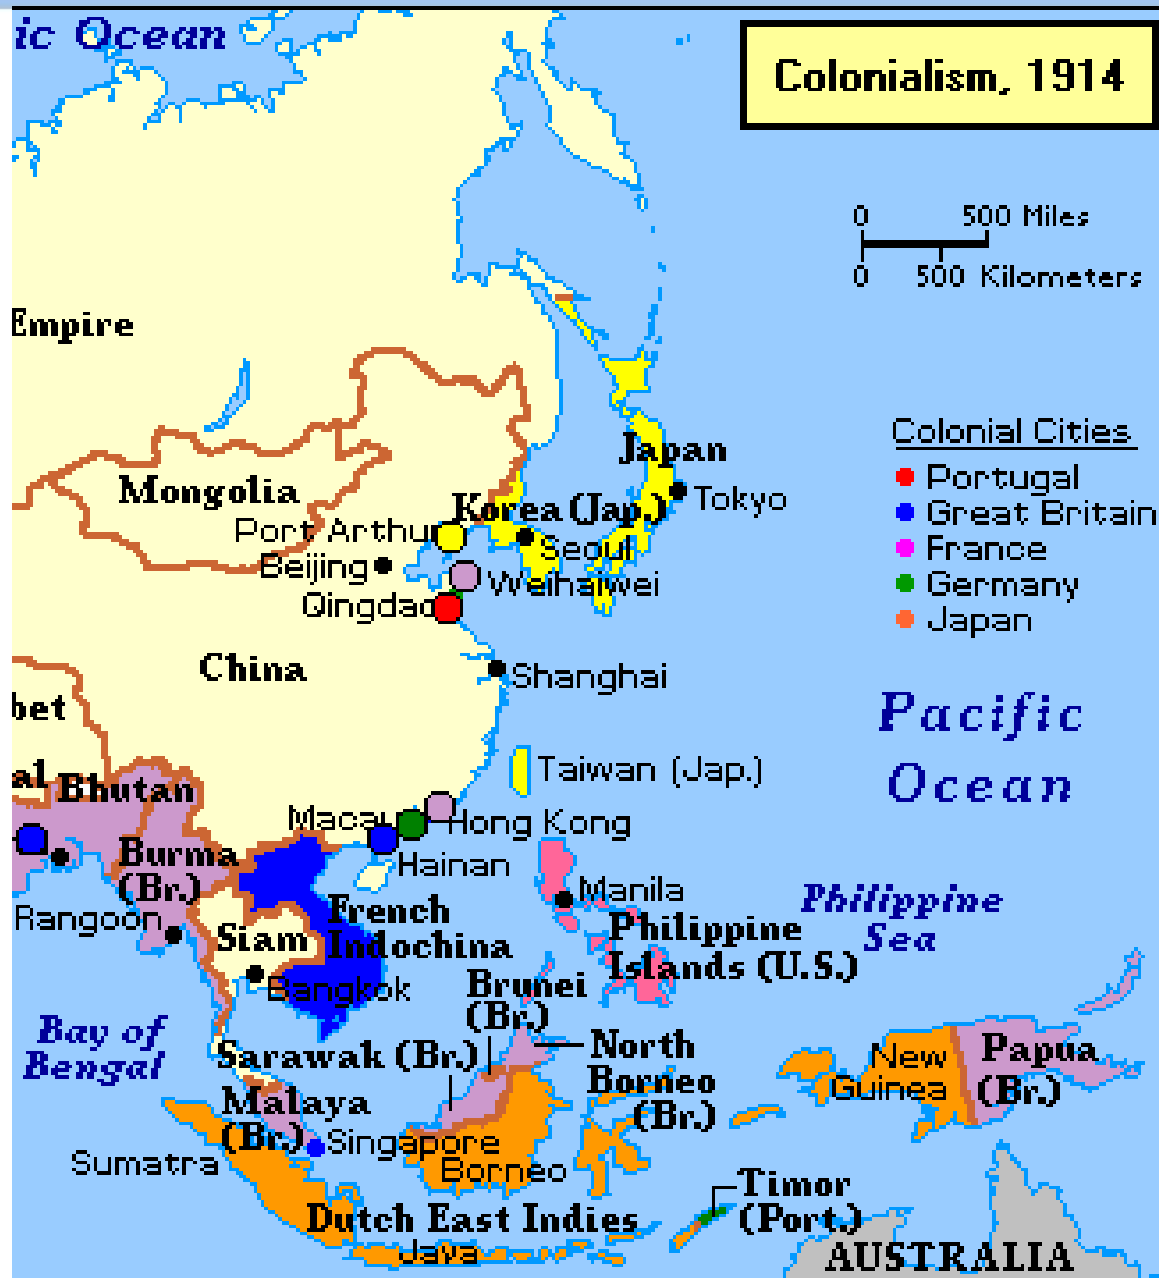 ic Ocean
Colonialism, 1914
0 500 Miles
0 500 Kilometers
Empire
Colonial Cities
Portugal
Great Britain
France
Germany
Japan
Japan
Tokyo
Mongolia
Korea (Jap.)
Port Arthur
Seoul
Beijing
Weihaiwei
Qingdao
China
Shanghai
bet
Pacific
Ocean
Taiwan (Jap.)
al
Bhutan
Macau
Hong Kong
Burma
(Br.)
Hainan
Manila
Philippine
Sea
Rangoon
French
Indochina
Siam
Philippine
Islands (U.S.)
Bangkok
Brunei
(Br.)
Bay of
Bengal
Sarawak (Br.)
North
Borneo
(Br.)
New
Guinea
Papua
(Br.)
Malaya
(Br.)
Singapore
Sumatra
Borneo
Timor
(Port.)
Dutch East Indies
Java
AUSTRALIA